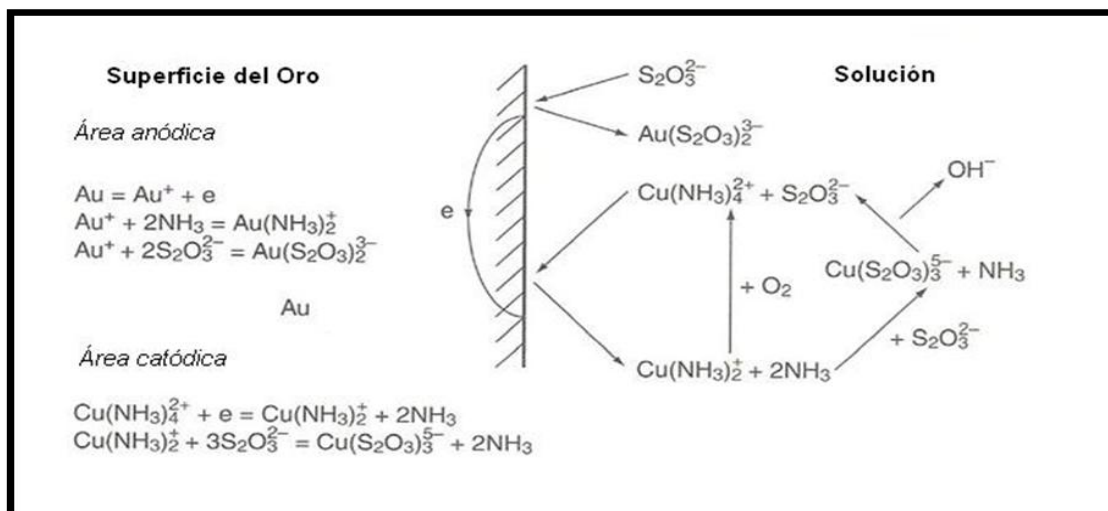 Superficie del Oro
Área anódica
Au = Au⁺ + e
Au⁺ + 2NH₃ = Au(NH₃)₂⁺
Au⁺ + 2S₂O₃²⁻ = Au(S₂O₃)₂³⁻
Au
Área catódica
Cu(NH₃)₄²⁺ + e = Cu(NH₃)₂⁺ + 2NH₃
Cu(NH₃)₂⁺ + 3S₂O₃²⁻ = Cu(S₂O₃)₃⁵⁻ + 2NH₃
e
Solución
S₂O₃²⁻
Au(S₂O₃)₂³⁻
OH⁻
Cu(NH₃)₄²⁺ + S₂O₃²⁻
Cu(S₂O₃)₃⁵⁻ + NH₃
+ O₂
+ S₂O₃²⁻
Cu(NH₃)₂⁺ + 2NH₃